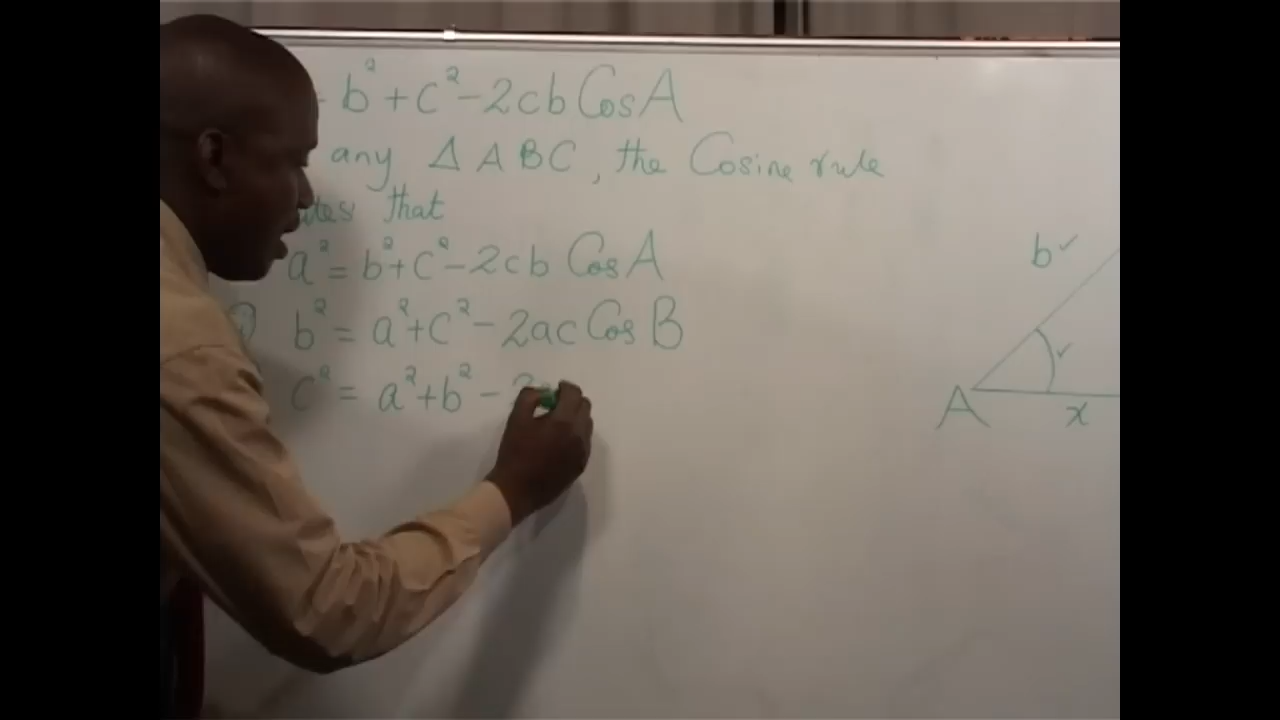 b² + c² - 2cb Cos A
any Δ ABC, the Cosine rule
that
a² = b² + c² - 2cb Cos A
b² = a² + c² - 2ac Cos B
c² = a² + b² - 2
b ✓
✓
A
x